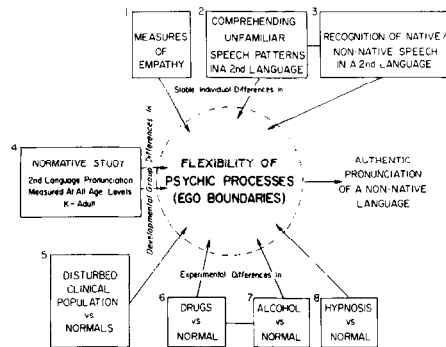 1
MEASURES
OF
EMPATHY
2
COMPREHENDING
UNFAMILIAR
SPEECH PATTERNS
IN A 2nd LANGUAGE
3
RECOGNITION OF NATIVE/
NON-NATIVE SPEECH
IN A 2nd LANGUAGE
Stable Individual Differences In
4
NORMATIVE STUDY
2nd Language Pronunciation
Measured At All Age Levels
K - Adult
Developmental Group Differences In
FLEXIBILITY OF
PSYCHIC PROCESSES
(EGO BOUNDARIES)
AUTHENTIC
PRONUNCIATION
OF A NON-NATIVE
LANGUAGE
5
DISTURBED
CLINICAL
POPULATION
vs
NORMALS
Experimental Differences In
6
DRUGS
vs
NORMAL
7
ALCOHOL
vs
NORMAL
8
HYPNOSIS
vs
NORMAL